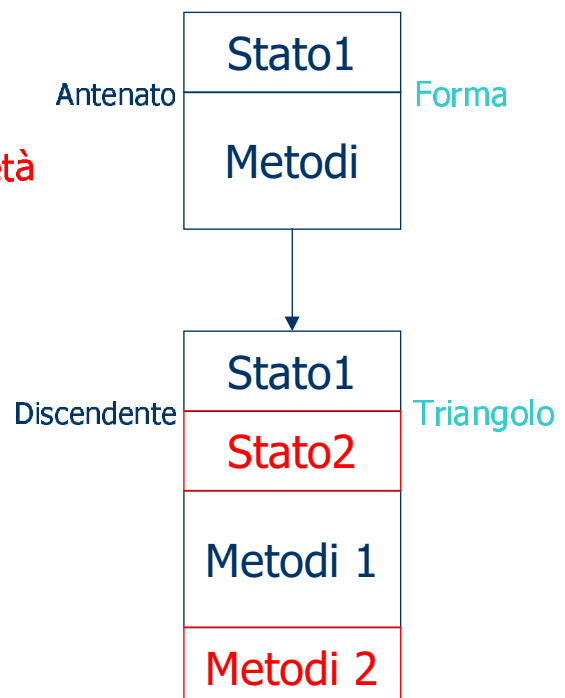 Stato1
Antenato
Forma
Metodi
Stato1
Discendente
Triangolo
Stato2
Metodi 1
Metodi 2